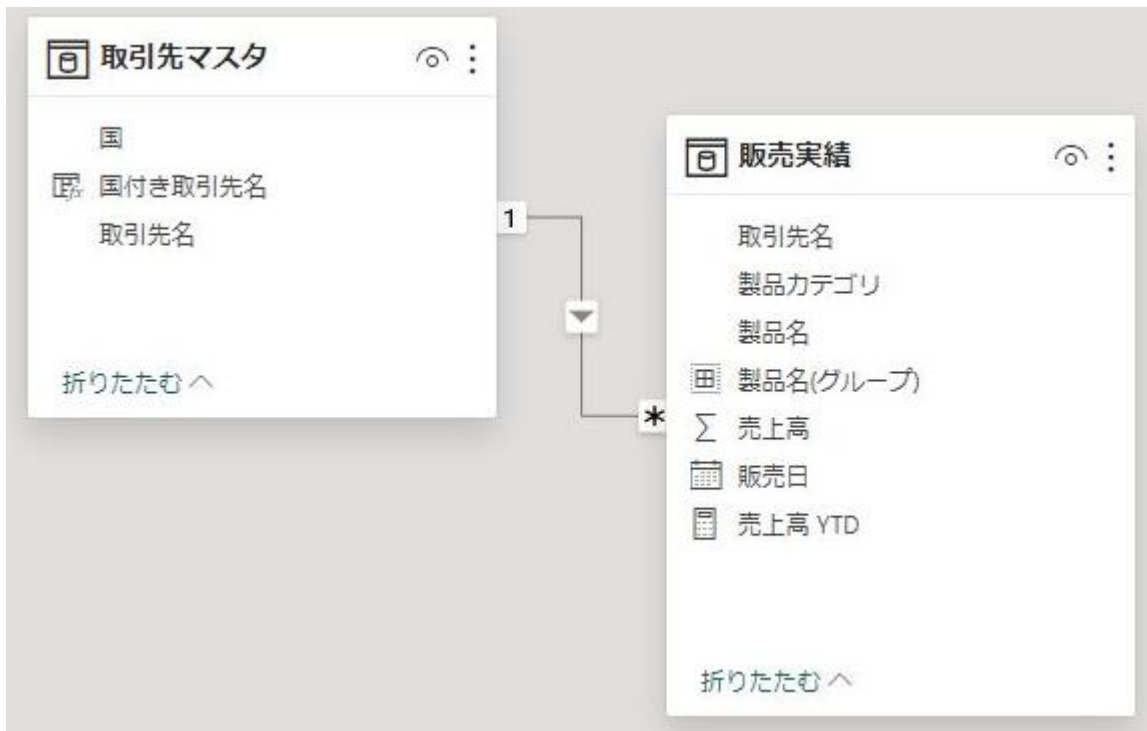 取引先マスタ
国
国付き取引先名
取引先名
折りたたむ
1
*
販売実績
取引先名
製品カテゴリ
製品名
製品名(グループ)
売上高
販売日
売上高 YTD
折りたたむ